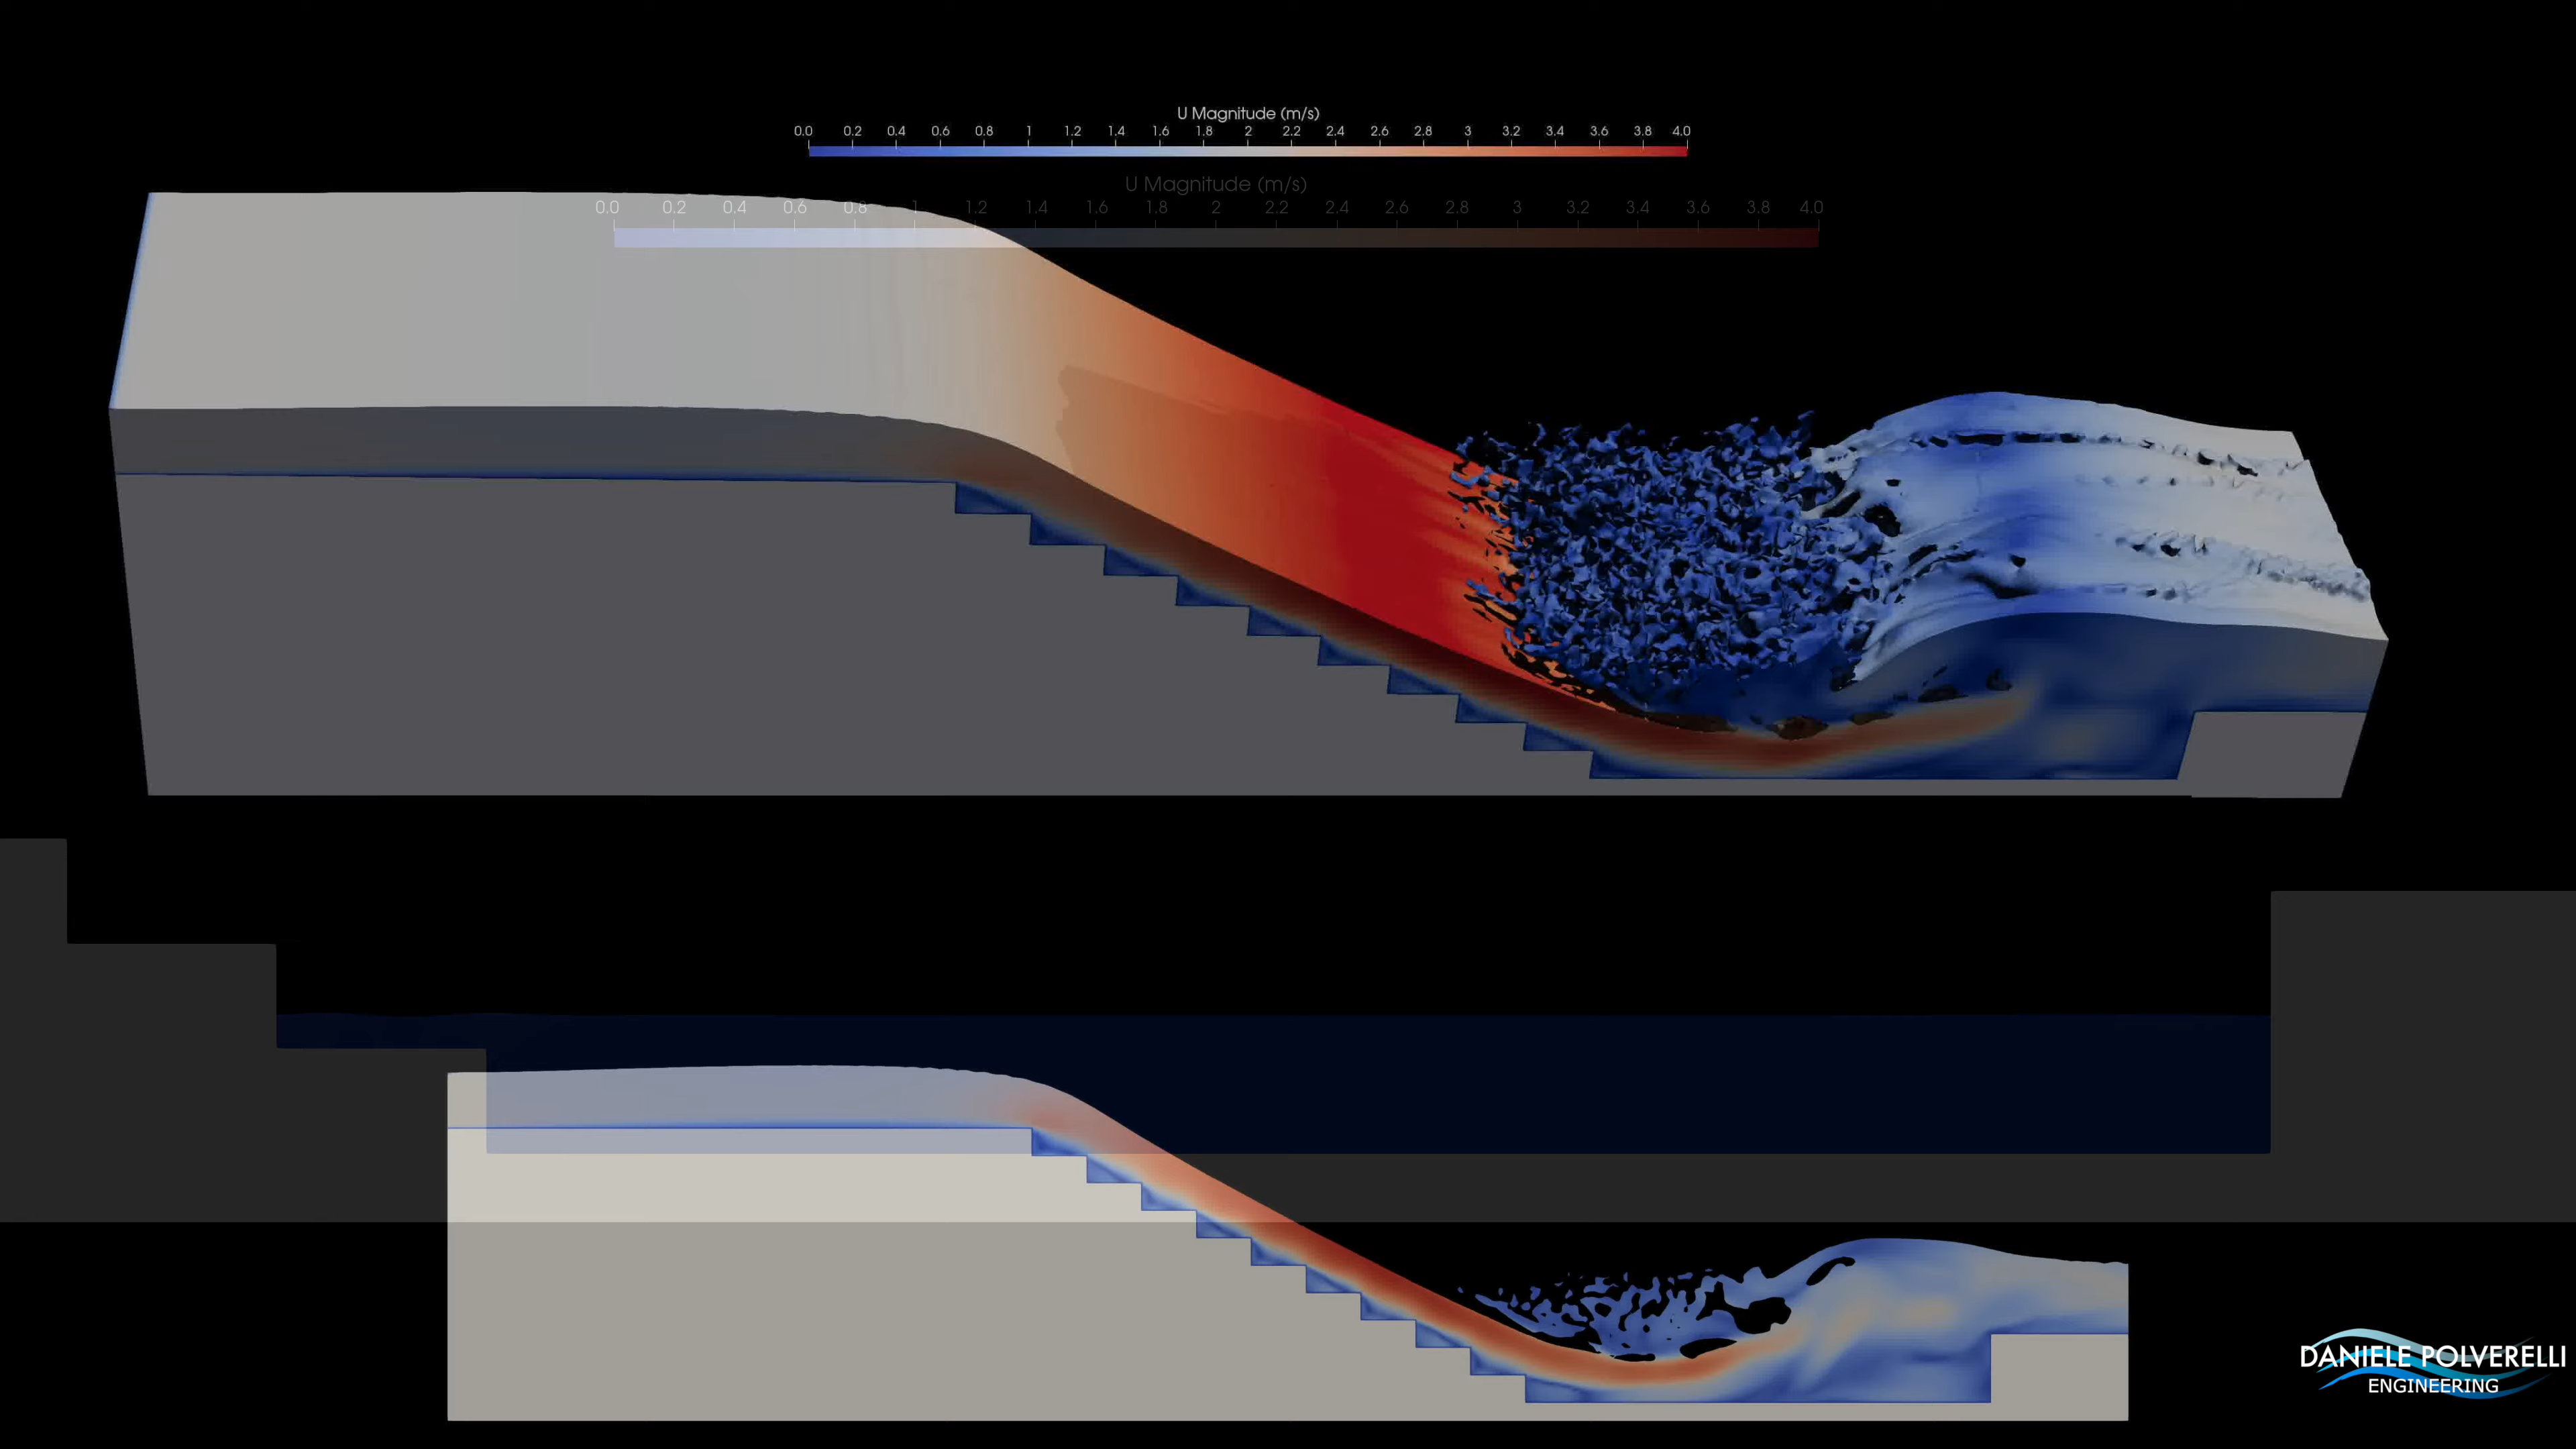 U Magnitude (m/s)
0.0 0.2 0.4 0.6 0.8 1 1.2 1.4 1.6 1.8 2 2.2 2.4 2.6 2.8 3 3.2 3.4 3.6 3.8 4.0
U Magnitude (m/s)
0.0 0.2 0.4 0.6 0.8 1 1.2 1.4 1.6 1.8 2 2.2 2.4 2.6 2.8 3 3.2 3.4 3.6 3.8 4.0
DANIELE POLVERELLI
ENGINEERING